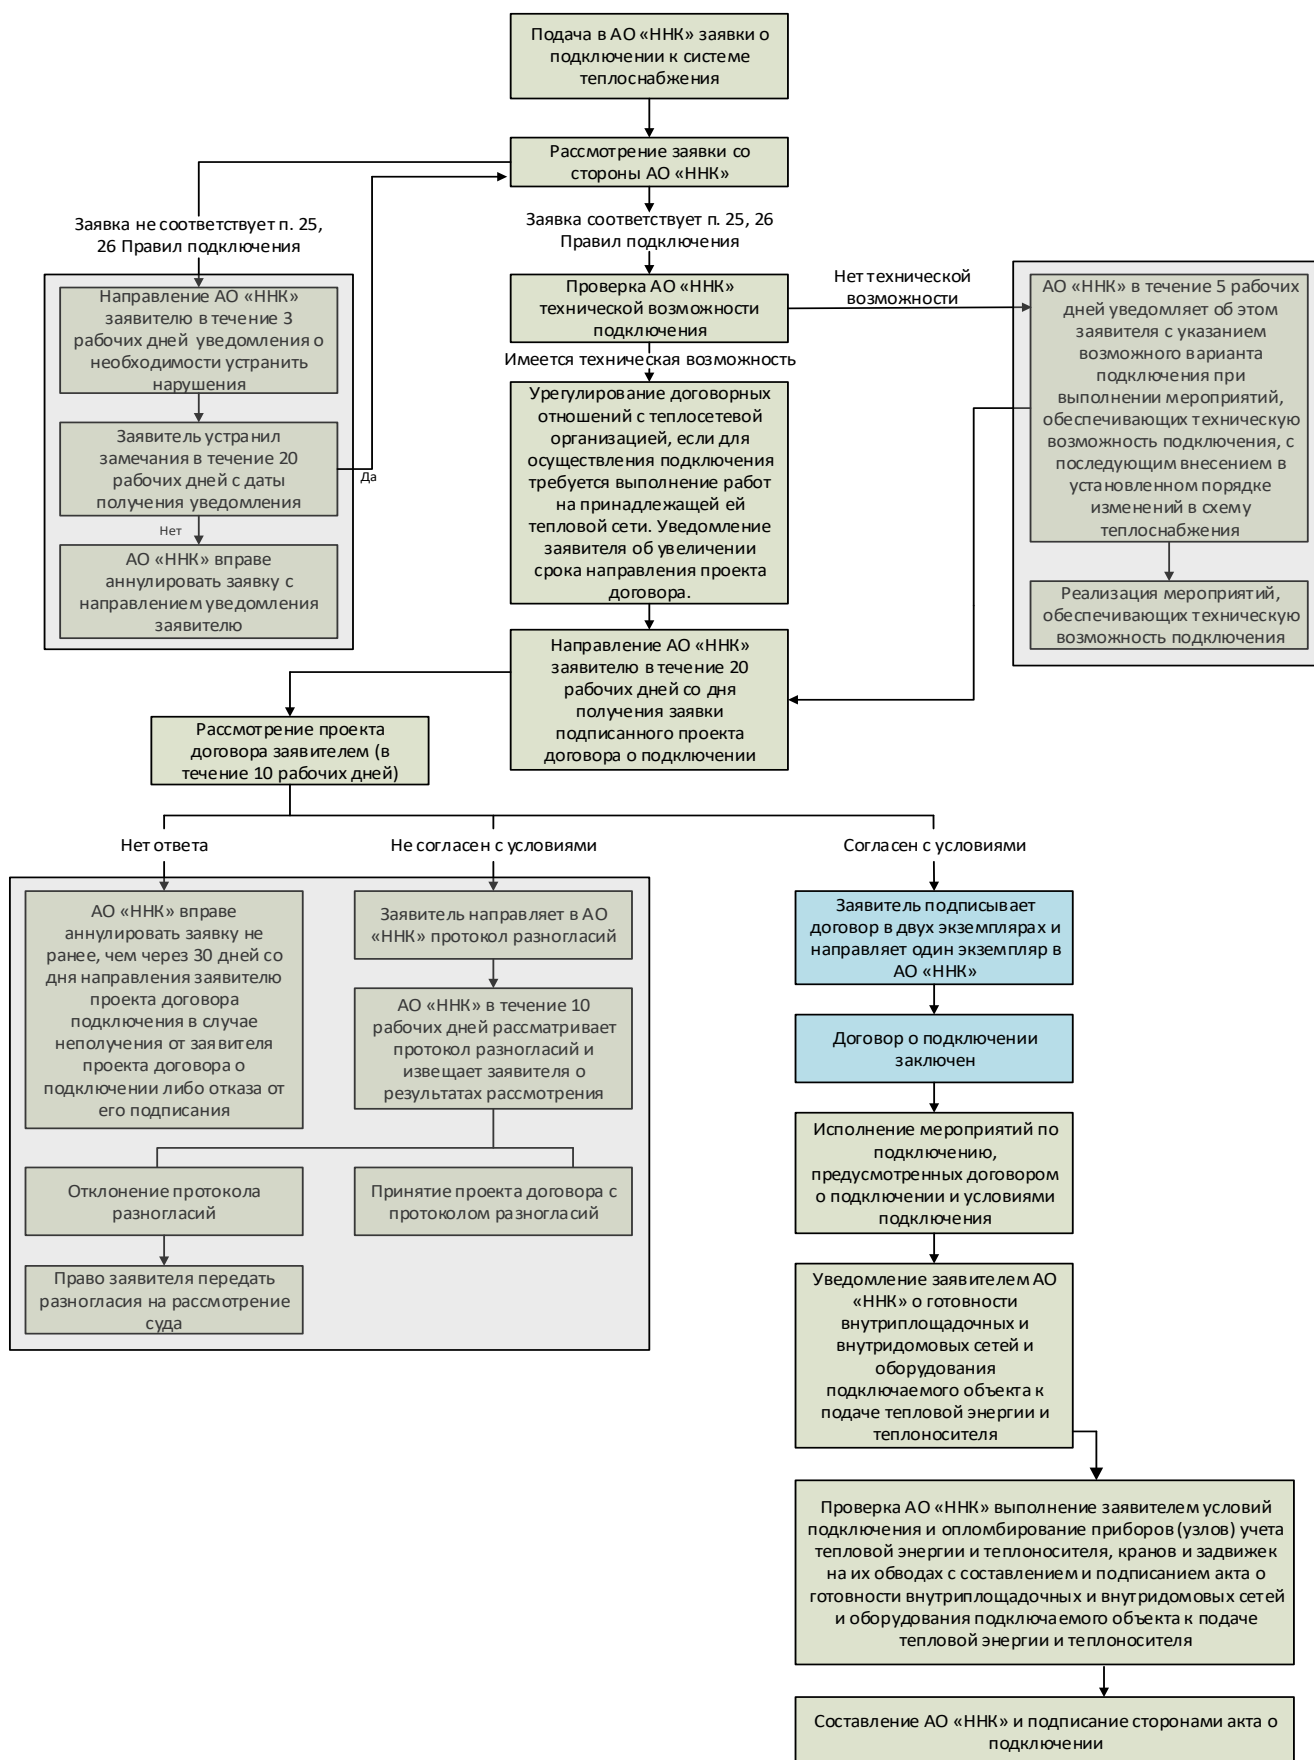 Подача в АО «ННК» заявки о
подключении к системе
теплоснабжения
Рассмотрение заявки со
стороны АО «ННК»
Заявка не соответствует п. 25,
26 Правил подключения
Заявка соответствует п. 25, 26
Правил подключения
Направление АО «ННК»
заявителю в течение 3
рабочих дней уведомления о
необходимости устранить
нарушения
Заявитель устранил
замечания в течение 20
рабочих дней с даты
получения уведомления
Да
Нет
АО «ННК» вправе
аннулировать заявку с
направлением уведомления
заявителю
Проверка АО «ННК»
технической возможности
подключения
Нет технической
возможности
АО «ННК» в течение 5 рабочих
дней уведомляет об этом
заявителя с указанием
возможного варианта
подключения при
выполнении мероприятий,
обеспечивающих техническую
возможность подключения, с
последующим внесением в
установленном порядке
изменений в схему
теплоснабжения
Реализация мероприятий,
обеспечивающих техническую
возможность подключения
Имеется техническая возможность
Урегулирование договорных
отношений с теплосетевой
организацией, если для
осуществления подключения
требуется выполнение работ
на принадлежащей ей
тепловой сети. Уведомление
заявителя об увеличении
срока направления проекта
договора.
Направление АО «ННК»
заявителю в течение 20
рабочих дней со дня
получения заявки
подписанного проекта
договора о подключении
Рассмотрение проекта
договора заявителем (в
течение 10 рабочих дней)
Нет ответа
Не согласен с условиями
Согласен с условиями
АО «ННК» вправе
аннулировать заявку не
ранее, чем через 30 дней со
дня направления заявителю
проекта договора
подключения в случае
неполучения от заявителя
проекта договора о
подключении либо отказа от
его подписания
Заявитель направляет в АО
«ННК» протокол разногласий
АО «ННК» в течение 10
рабочих дней рассматривает
протокол разногласий и
извещает заявителя о
результатах рассмотрения
Отклонение протокола
разногласий
Принятие проекта договора с
протоколом разногласий
Право заявителя передать
разногласия на рассмотрение
суда
Заявитель подписывает
договор в двух экземплярах и
направляет один экземпляр в
АО «ННК»
Договор о подключении
заключен
Исполнение мероприятий по
подключению,
предусмотренных договором
о подключении и условиями
подключения
Уведомление заявителем АО
«ННК» о готовности
внутриплощадочных и
внутридомовых сетей и
оборудования
подключаемого объекта к
подаче тепловой энергии и
теплоносителя
Проверка АО «ННК» выполнение заявителем условий
подключения и опломбирование приборов (узлов) учета
тепловой энергии и теплоносителя, кранов и задвижек
на их обводах с составлением и подписанием акта о
готовности внутриплощадочных и внутридомовых сетей
и оборудования подключаемого объекта к подаче
тепловой энергии и теплоносителя
Составление АО «ННК» и подписание сторонами акта о
подключении